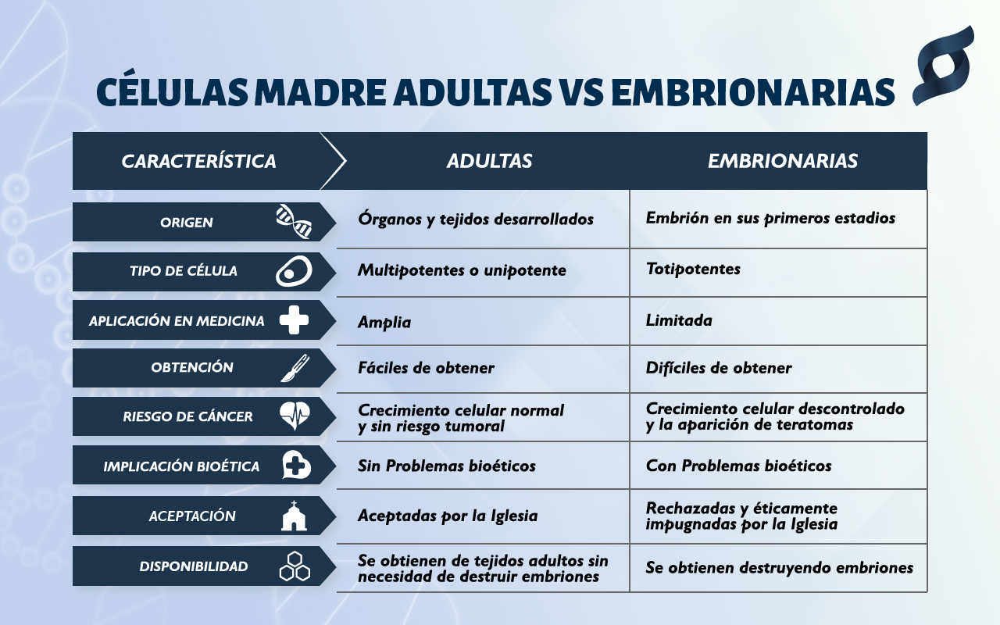 CÉLULAS MADRE ADULTAS VS EMBRIONARIAS
CARACTERÍSTICA
ADULTAS
EMBRIONARIAS
ORIGEN
Órganos y tejidos desarrollados
Embrión en sus primeros estadios
TIPO DE CÉLULA
Multipotentes o unipotente
Totipotentes
APLICACIÓN EN MEDICINA
Amplia
Limitada
OBTENCIÓN
Fáciles de obtener
Difíciles de obtener
RIESGO DE CÁNCER
Crecimiento celular normal
y sin riesgo tumoral
Crecimiento celular descontrolado
y la aparición de teratomas
IMPLICACIÓN BIOÉTICA
Sin Problemas bioéticos
Con Problemas bioéticos
ACEPTACIÓN
Aceptadas por la Iglesia
Rechazadas y éticamente
impugnadas por la Iglesia
DISPONIBILIDAD
Se obtienen de tejidos adultos sin
necesidad de destruir embriones
Se obtienen destruyendo embriones